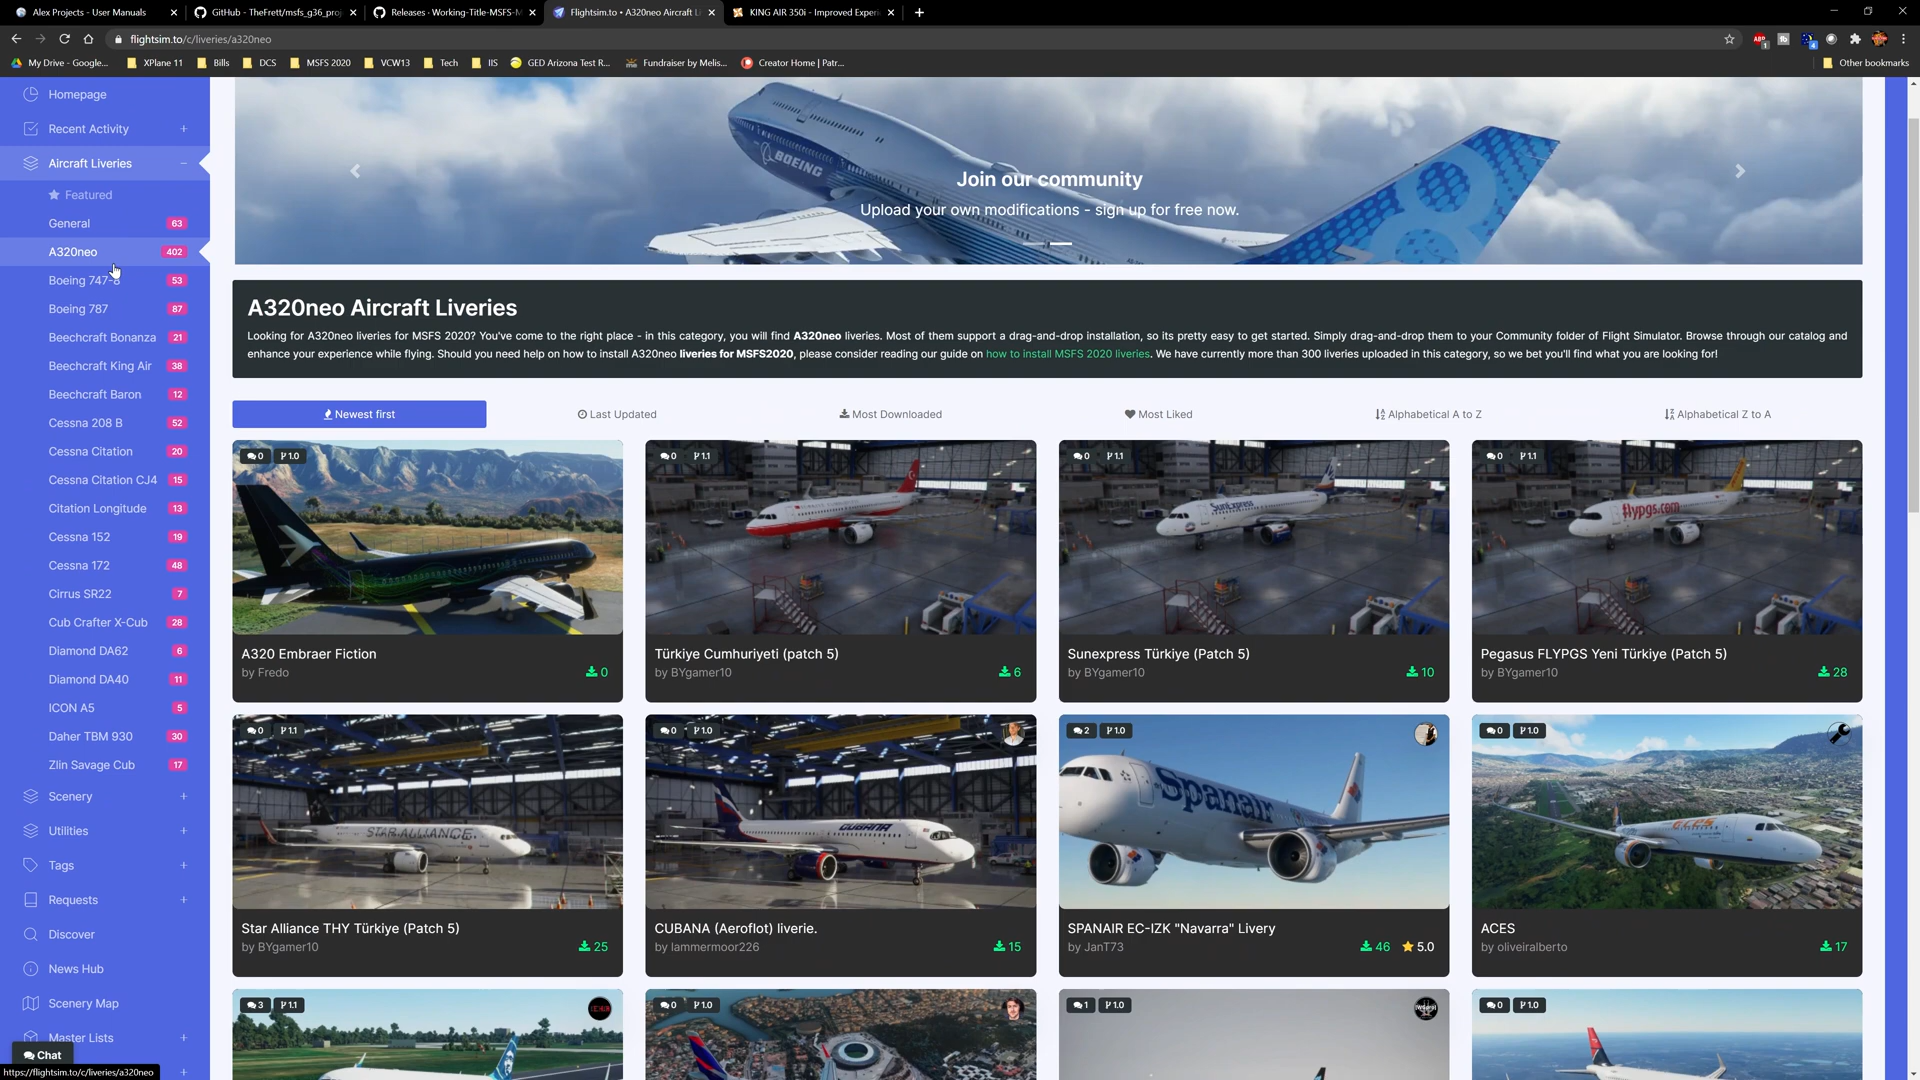 Alex Projects - User Manuals
GitHub - TheFrett/msfs_g36_proj
Releases · Working-Title-MSFS-M
Flightsim.to • A320neo Aircraft L
KING AIR 350i - Improved Experi
flightsim.to/c/liveries/a320neo
My Drive - Google...
XPlane 11
Bills
DCS
MSFS 2020
VCW13
Tech
IIS
GED Arizona Test R...
Fundraiser by Melis...
Creator Home | Patr...
Other bookmarks
Homepage
Recent Activity +
Aircraft Liveries −
Featured
General 63
A320neo 402
Boeing 747-8 53
Boeing 787 87
Beechcraft Bonanza 21
Beechcraft King Air 38
Beechcraft Baron 12
Cessna 208 B 52
Cessna Citation 20
Cessna Citation CJ4 15
Citation Longitude 13
Cessna 152 19
Cessna 172 48
Cirrus SR22 7
Cub Crafter X-Cub 28
Diamond DA62 6
Diamond DA40 11
ICON A5 5
Daher TBM 930 30
Zlin Savage Cub 17
Scenery +
Utilities +
Tags +
Requests +
Discover
News Hub
Scenery Map
Master Lists +
Chat
https://flightsim.to/c/liveries/a320neo
BOEING
Join our community
Upload your own modifications - sign up for free now.
A320neo Aircraft Liveries
Looking for A320neo liveries for MSFS 2020? You've come to the right place - in this category, you will find A320neo liveries. Most of them support a drag-and-drop installation, so its pretty easy to get started. Simply drag-and-drop them to your Community folder of Flight Simulator. Browse through our catalog and
enhance your experience while flying. Should you need help on how to install A320neo liveries for MSFS2020, please consider reading our guide on how to install MSFS 2020 liveries. We have currently more than 300 liveries uploaded in this category, so we bet you'll find what you are looking for!
Newest first
Last Updated
Most Downloaded
Most Liked
Alphabetical A to Z
Alphabetical Z to A
0 1.0
0 1.1
0 1.1
0 1.1
SunExpress
flypgs.com
A320 Embraer Fiction
by Fredo 0
Türkiye Cumhuriyeti (patch 5)
by BYgamer10 6
Sunexpress Türkiye (Patch 5)
by BYgamer10 10
Pegasus FLYPGS Yeni Türkiye (Patch 5)
by BYgamer10 28
0 1.1
0 1.0
2 1.0
0 1.0
STAR ALLIANCE
CUBANA
Spanair
ACES
Star Alliance THY Türkiye (Patch 5)
by BYgamer10 25
CUBANA (Aeroflot) liverie.
by lammermoor226 15
SPANAIR EC-IZK "Navarra" Livery
by JanT73 46 5.0
ACES
by oliveiralberto 17
3 1.1
0 1.0
1 1.0
0 1.0